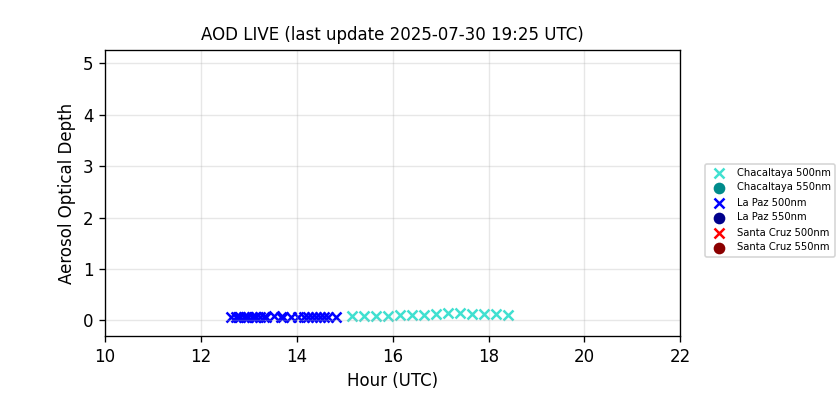 AOD LIVE (last update 2025-07-30 19:25 UTC)
Aerosol Optical Depth
5
4
3
2
1
0
10 12 14 16 18 20 22
Hour (UTC)
Chacaltaya 500nm
Chacaltaya 550nm
La Paz 500nm
La Paz 550nm
Santa Cruz 500nm
Santa Cruz 550nm